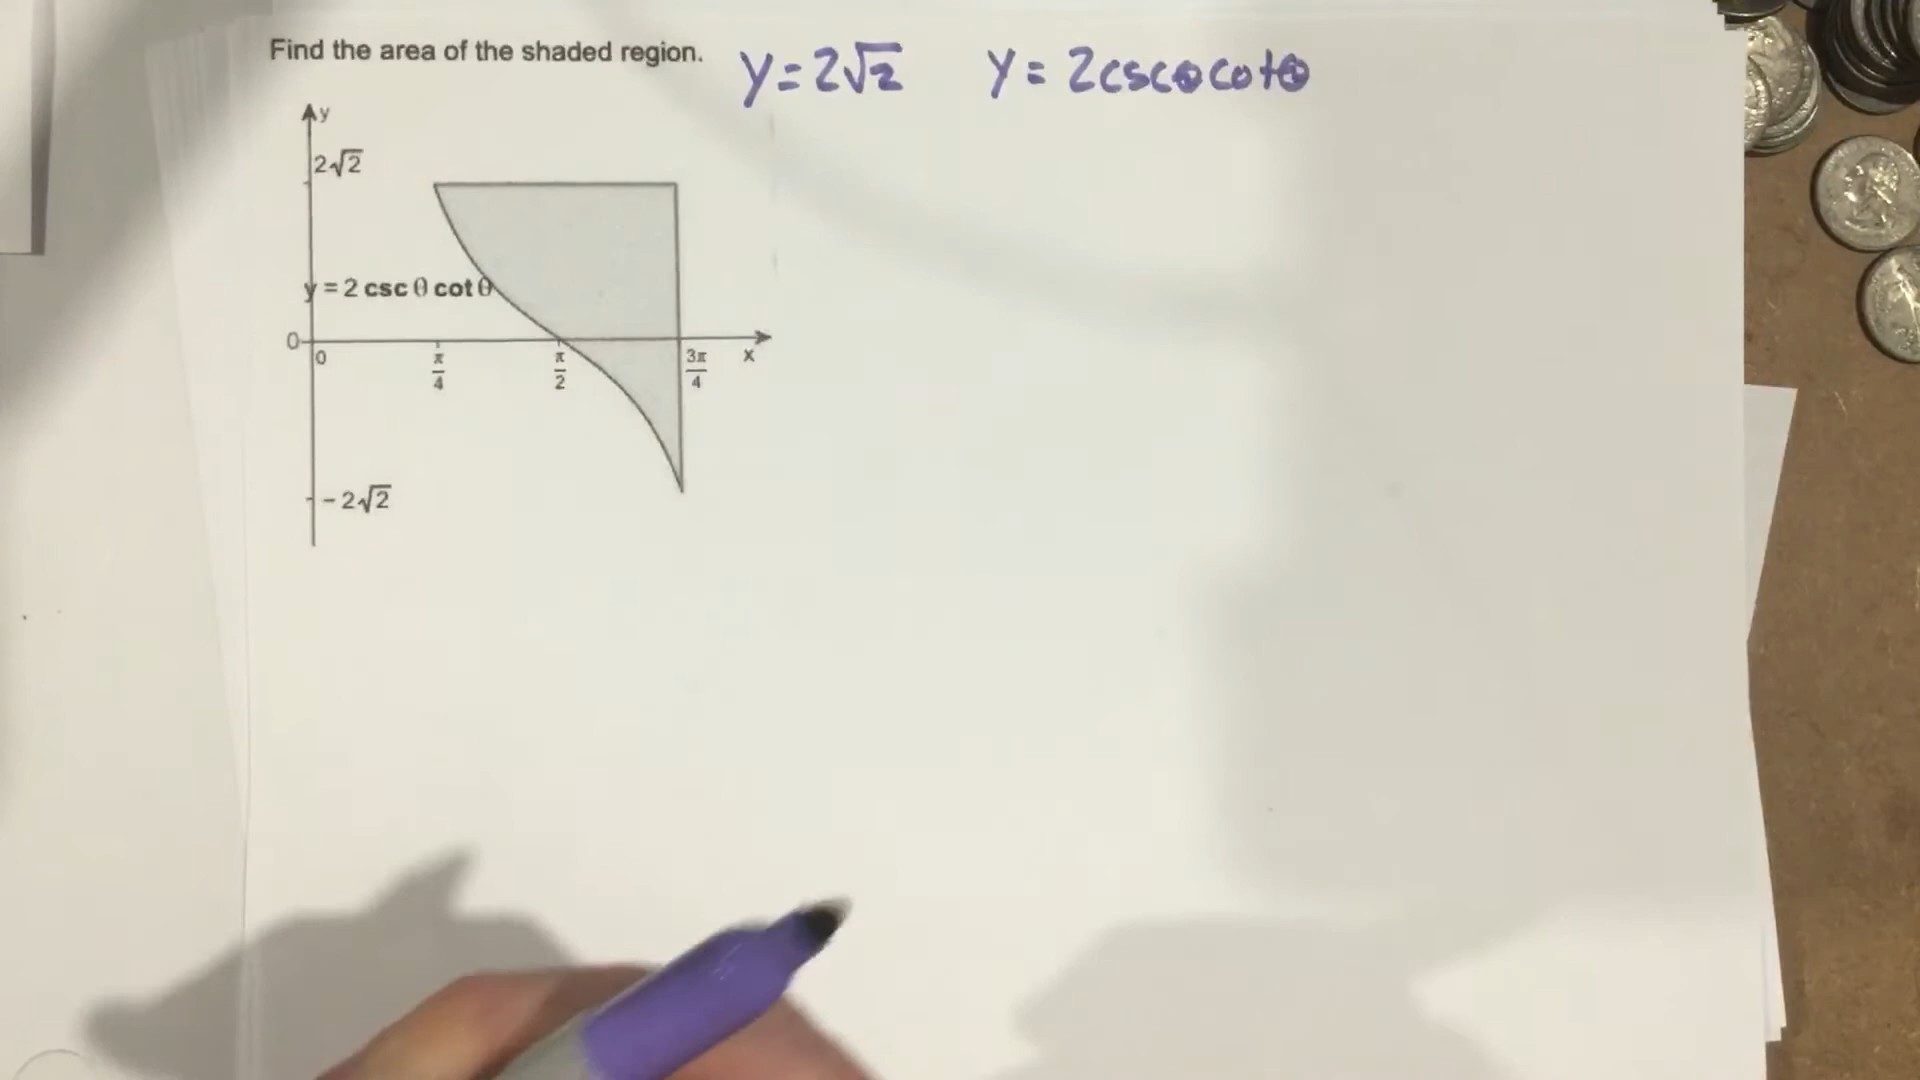 Find the area of the shaded region.
y=2√2 y= 2cscθcotθ
y
2√2
y = 2 csc θ cot θ
0
0
π/4
π/2
3π/4
x
- 2√2